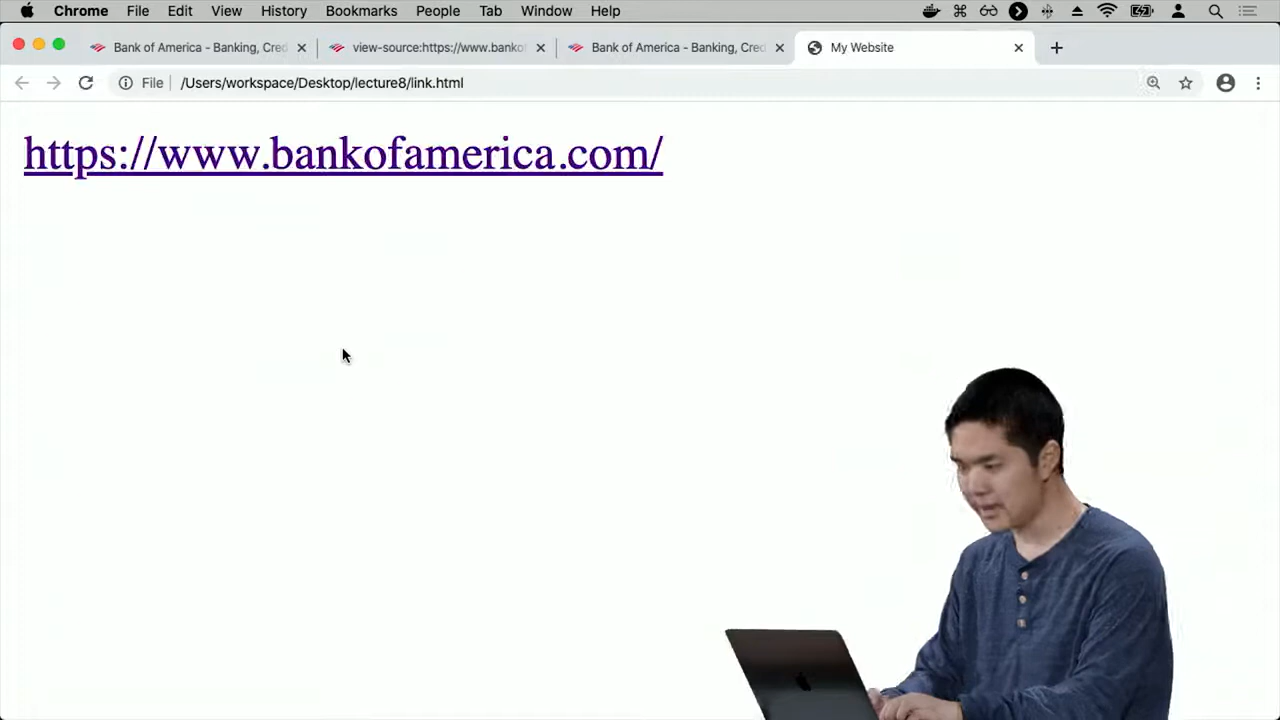 Chrome File Edit View History Bookmarks People Tab Window Help
Bank of America - Banking, Cred view-source:https://www.banko Bank of America - Banking, Cred My Website
File /Users/workspace/Desktop/lecture8/link.html
https://www.bankofamerica.com/